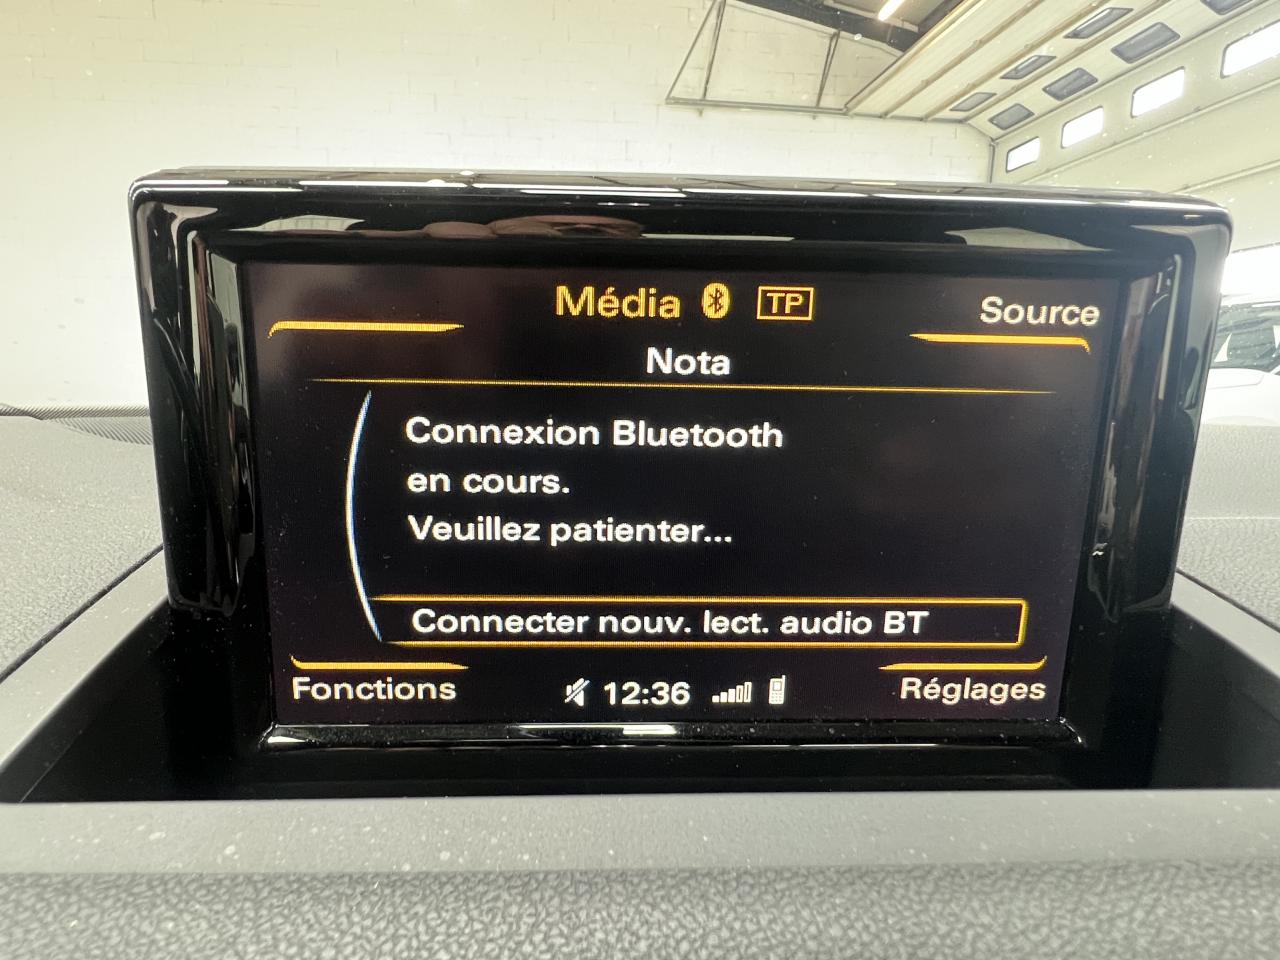 Média TP
Source
Nota
Connexion Bluetooth
en cours.
Veuillez patienter...
Connecter nouv. lect. audio BT
Fonctions
12:36
Réglages